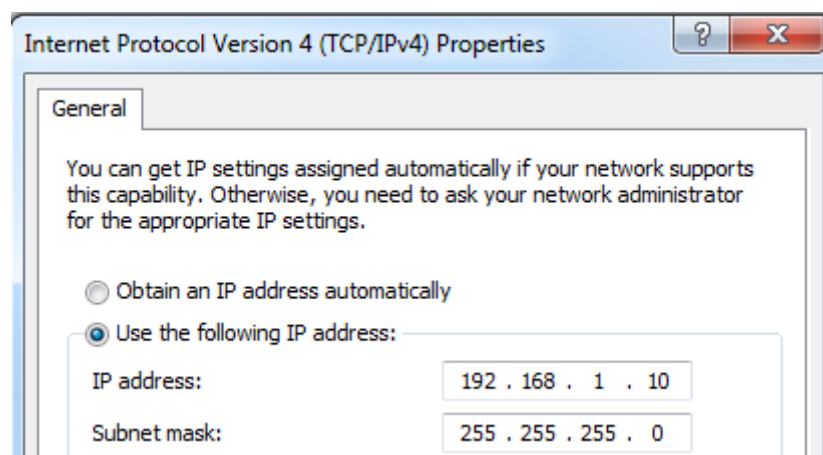 Internet Protocol Version 4 (TCP/IPv4) Properties
General
You can get IP settings assigned automatically if your network supports
this capability. Otherwise, you need to ask your network administrator
for the appropriate IP settings.
Obtain an IP address automatically
Use the following IP address:
IP address: 192 . 168 . 1 . 10
Subnet mask: 255 . 255 . 255 . 0